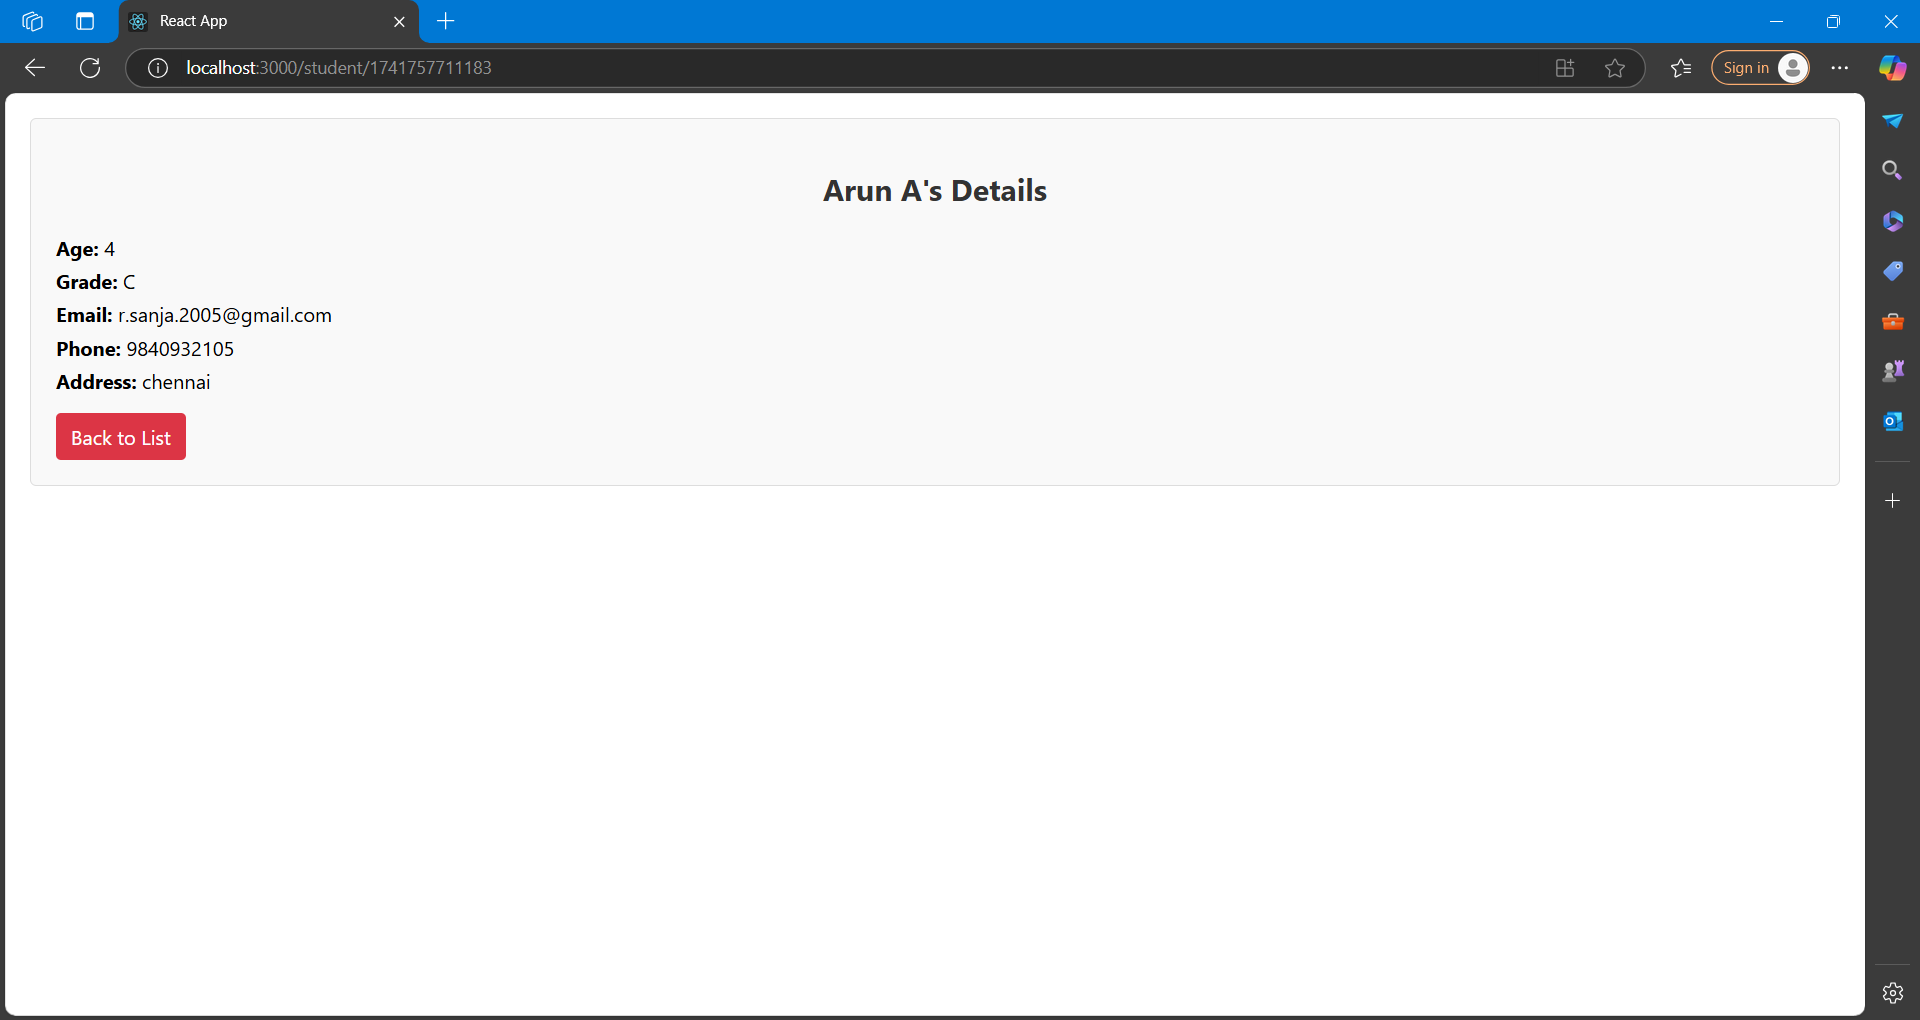 React App
localhost:3000/student/1741757711183
Sign in
Arun A's Details
Age: 4
Grade: C
Email: r.sanja.2005@gmail.com
Phone: 9840932105
Address: chennai
Back to List